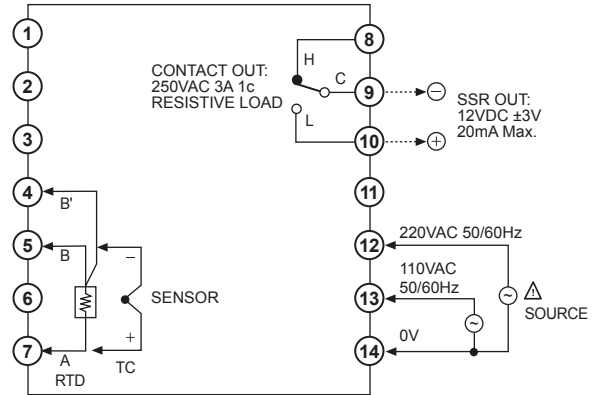 1
2
3
4
5
6
7
B'
B
A
RTD
TC
−
+
SENSOR
CONTACT OUT:
250VAC 3A 1c
RESISTIVE LOAD
H
C
L
8
9
10
11
12
13
14
−
+
SSR OUT:
12VDC ±3V
20mA Max.
220VAC 50/60Hz
110VAC
50/60Hz
0V
~
~
SOURCE